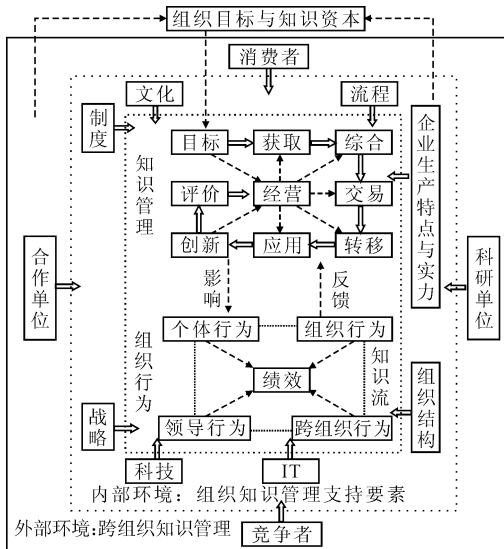 组织目标与知识资本
消费者
文化
流程
制度
目标
获取
综合
知识管理
评价
经营
交易
企业生产特点与实力
创新
应用
转移
合作单位
科研单位
影响
反馈
个体行为
组织行为
组织行为
绩效
知识流
组织结构
战略
领导行为
跨组织行为
科技
IT
内部环境：组织知识管理支持要素
外部环境:跨组织知识管理
竞争者